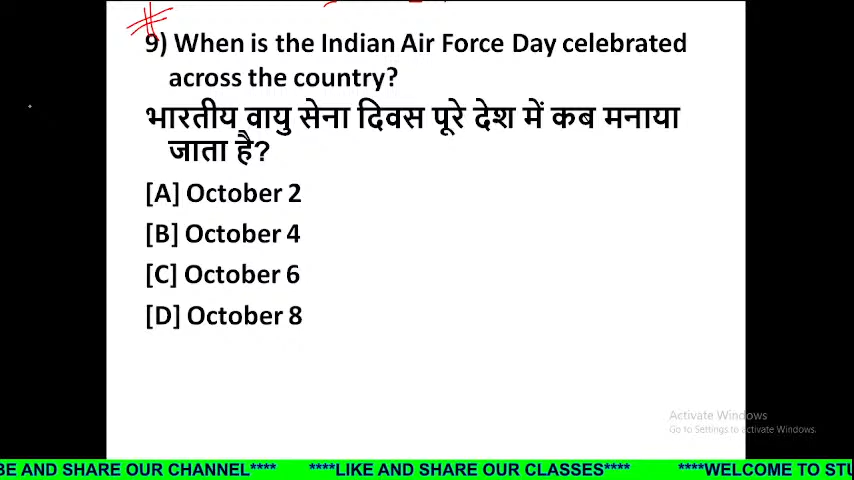 9) When is the Indian Air Force Day celebrated
across the country?
भारतीय वायु सेना दिवस पूरे देश में कब मनाया
जाता है?
[A] October 2
[B] October 4
[C] October 6
[D] October 8
Activate Windows
Go to Settings to Activate Windows.
BE AND SHARE OUR CHANNEL**** ****LIKE AND SHARE OUR CLASSES**** ****WELCOME TO STU